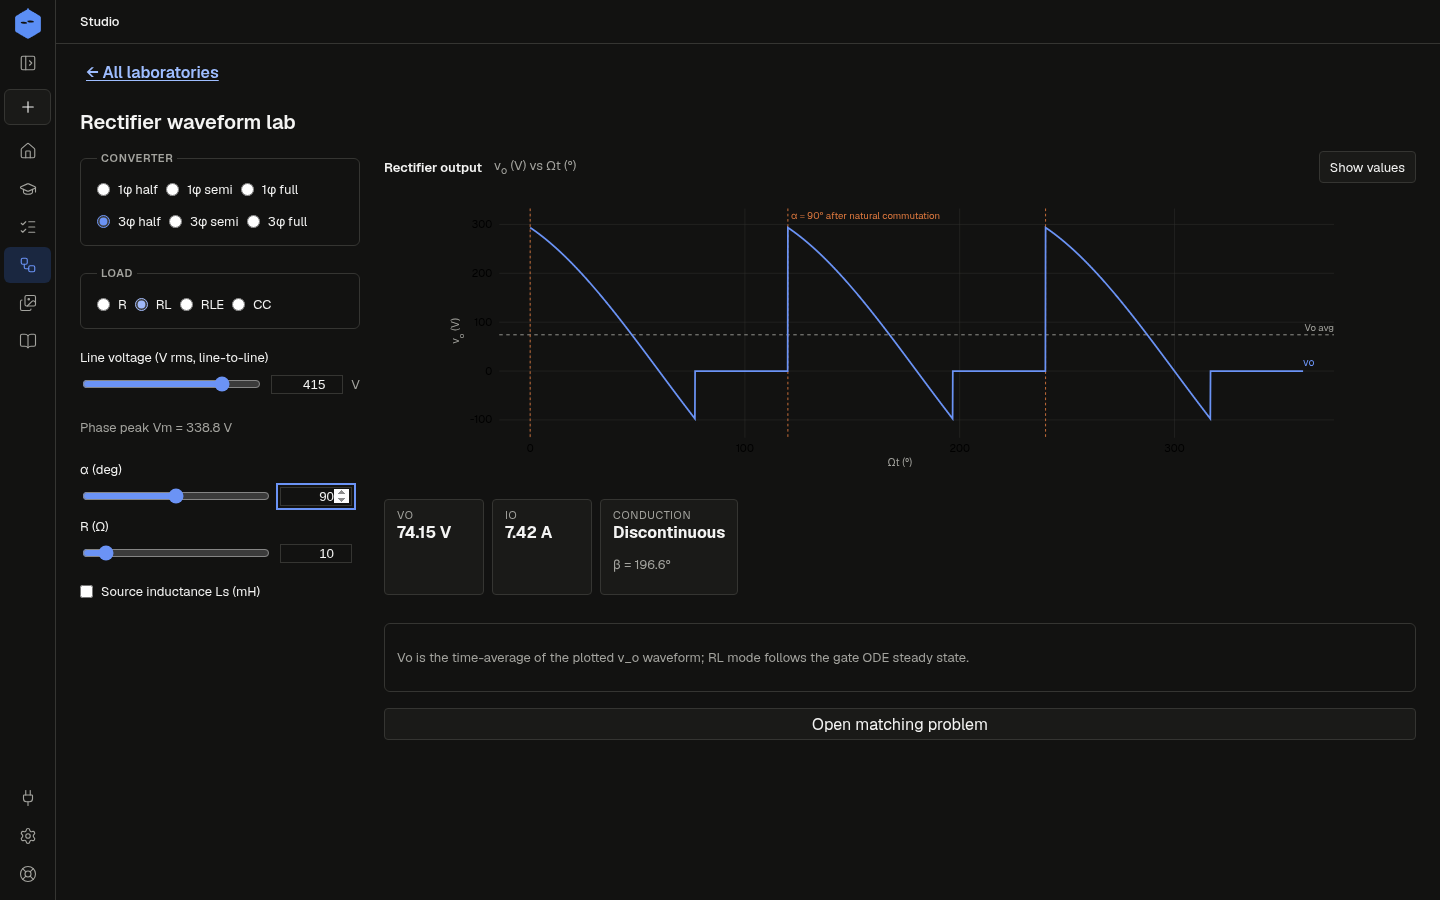 Studio
← All laboratories
Rectifier waveform lab
CONVERTER
1φ half 1φ semi 1φ full
3φ half 3φ semi 3φ full
LOAD
R RL RLE CC
Line voltage (V rms, line-to-line)
415 V
Phase peak Vm = 338.8 V
α (deg)
90
R (Ω)
10
Source inductance Ls (mH)
Rectifier output vo (V) vs Ωt (°)
Show values
α = 90° after natural commutation
300
200
100
0
-100
vo (V)
Vo avg
vo
0 100 200 300
Ωt (°)
VO
74.15 V
IO
7.42 A
CONDUCTION
Discontinuous
β = 196.6°
Vo is the time-average of the plotted v_o waveform; RL mode follows the gate ODE steady state.
Open matching problem